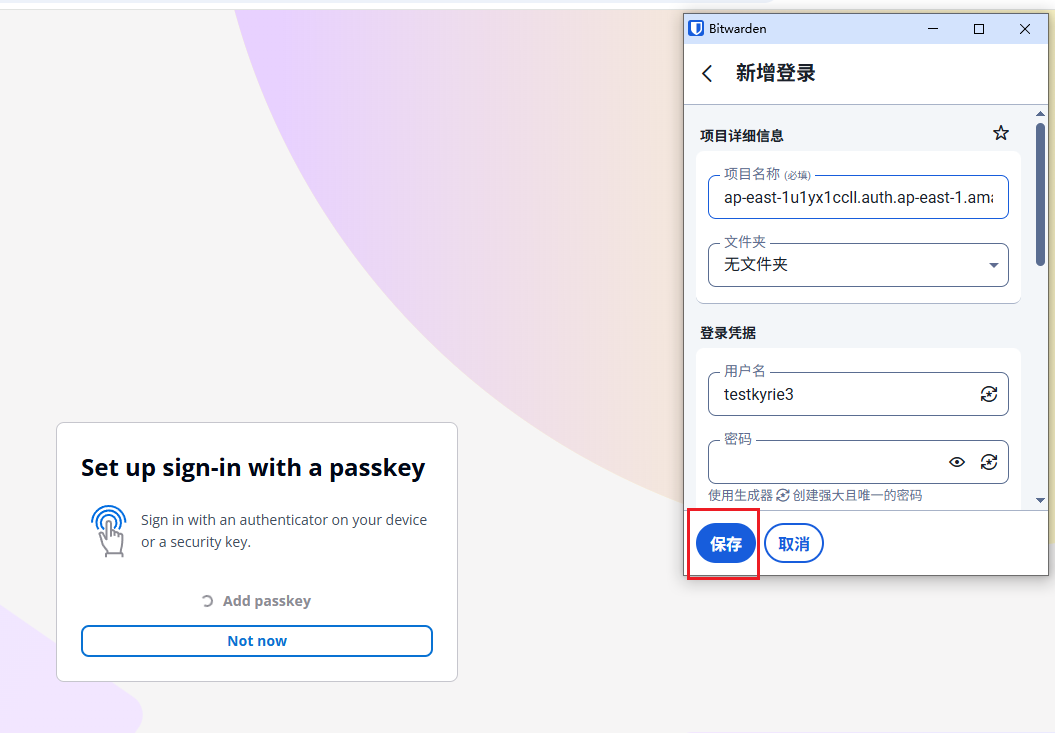 Bitwarden
新增登录
项目详细信息
项目名称 (必填)
ap-east-1u1yx1ccll.auth.ap-east-1.ama
文件夹
无文件夹
登录凭据
用户名
testkyrie3
密码
使用生成器 创建强大且唯一的密码
保存 取消
Set up sign-in with a passkey
Sign in with an authenticator on your device
or a security key.
Add passkey
Not now